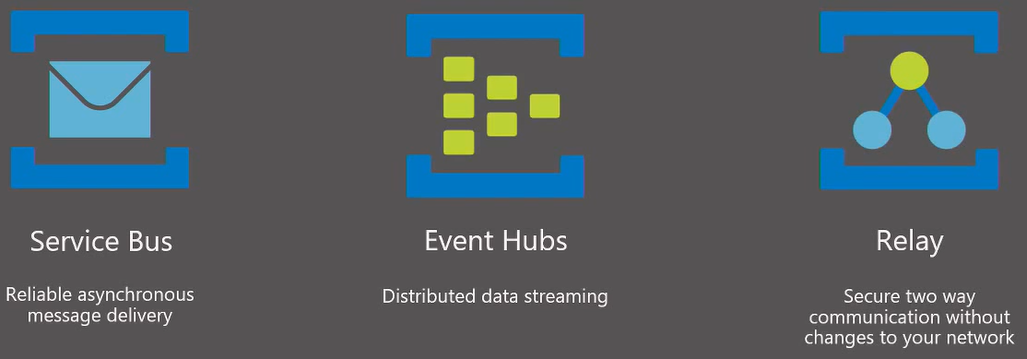 Service Bus
Reliable asynchronous
message delivery
Event Hubs
Distributed data streaming
Relay
Secure two way
communication without
changes to your network